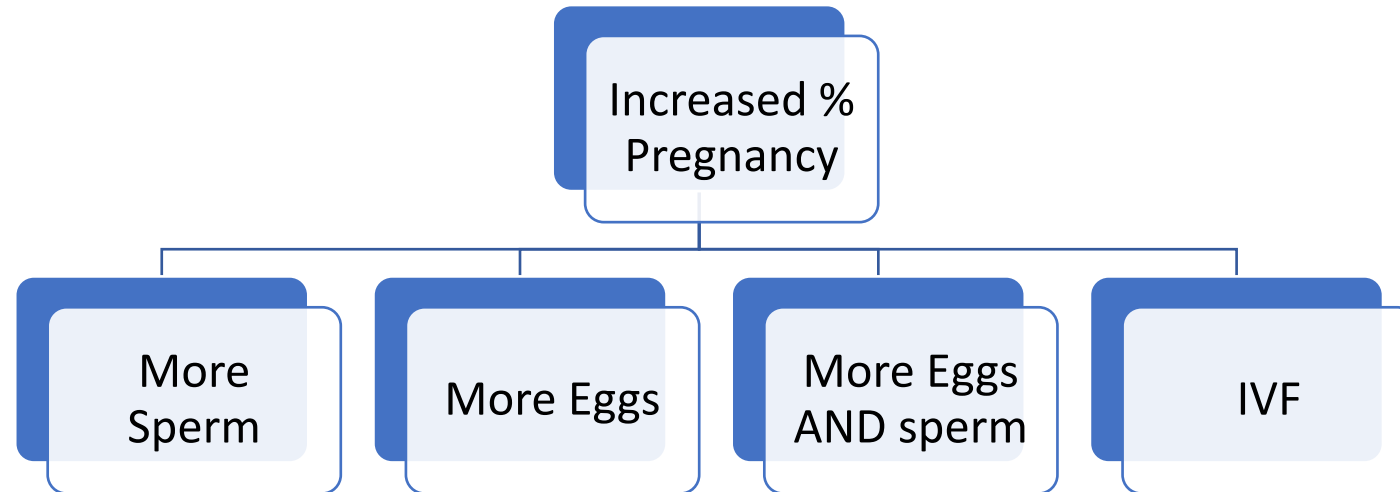 Increased %
Pregnancy
More
Sperm
More Eggs
More Eggs
AND sperm
IVF